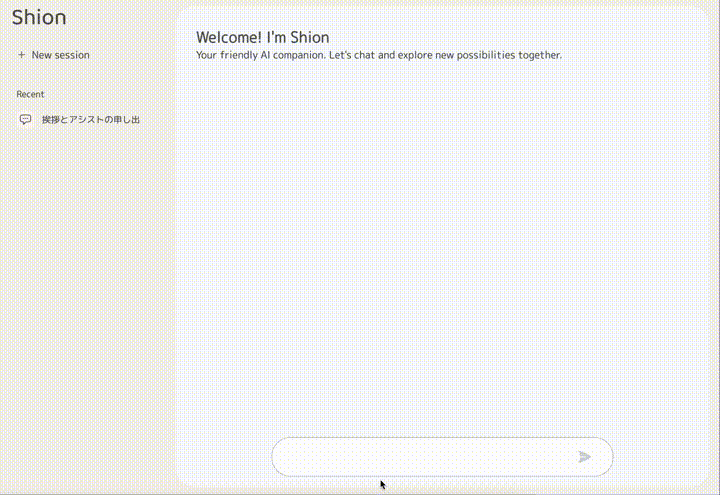 Shion
+ New session
Recent
挨拶とアシストの申し出
Welcome! I'm Shion
Your friendly AI companion. Let's chat and explore new possibilities together.